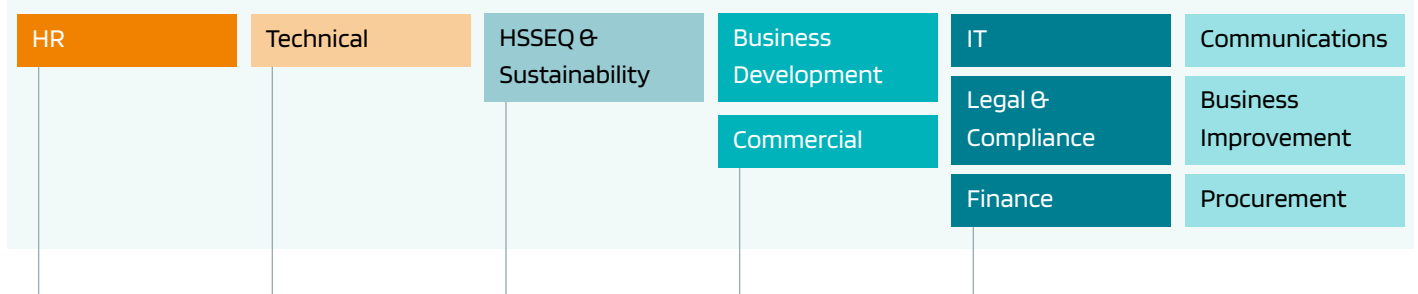 HR
Technical
HSSEQ &
Sustainability
Business
Development
Commercial
IT
Legal &
Compliance
Finance
Communications
Business
Improvement
Procurement